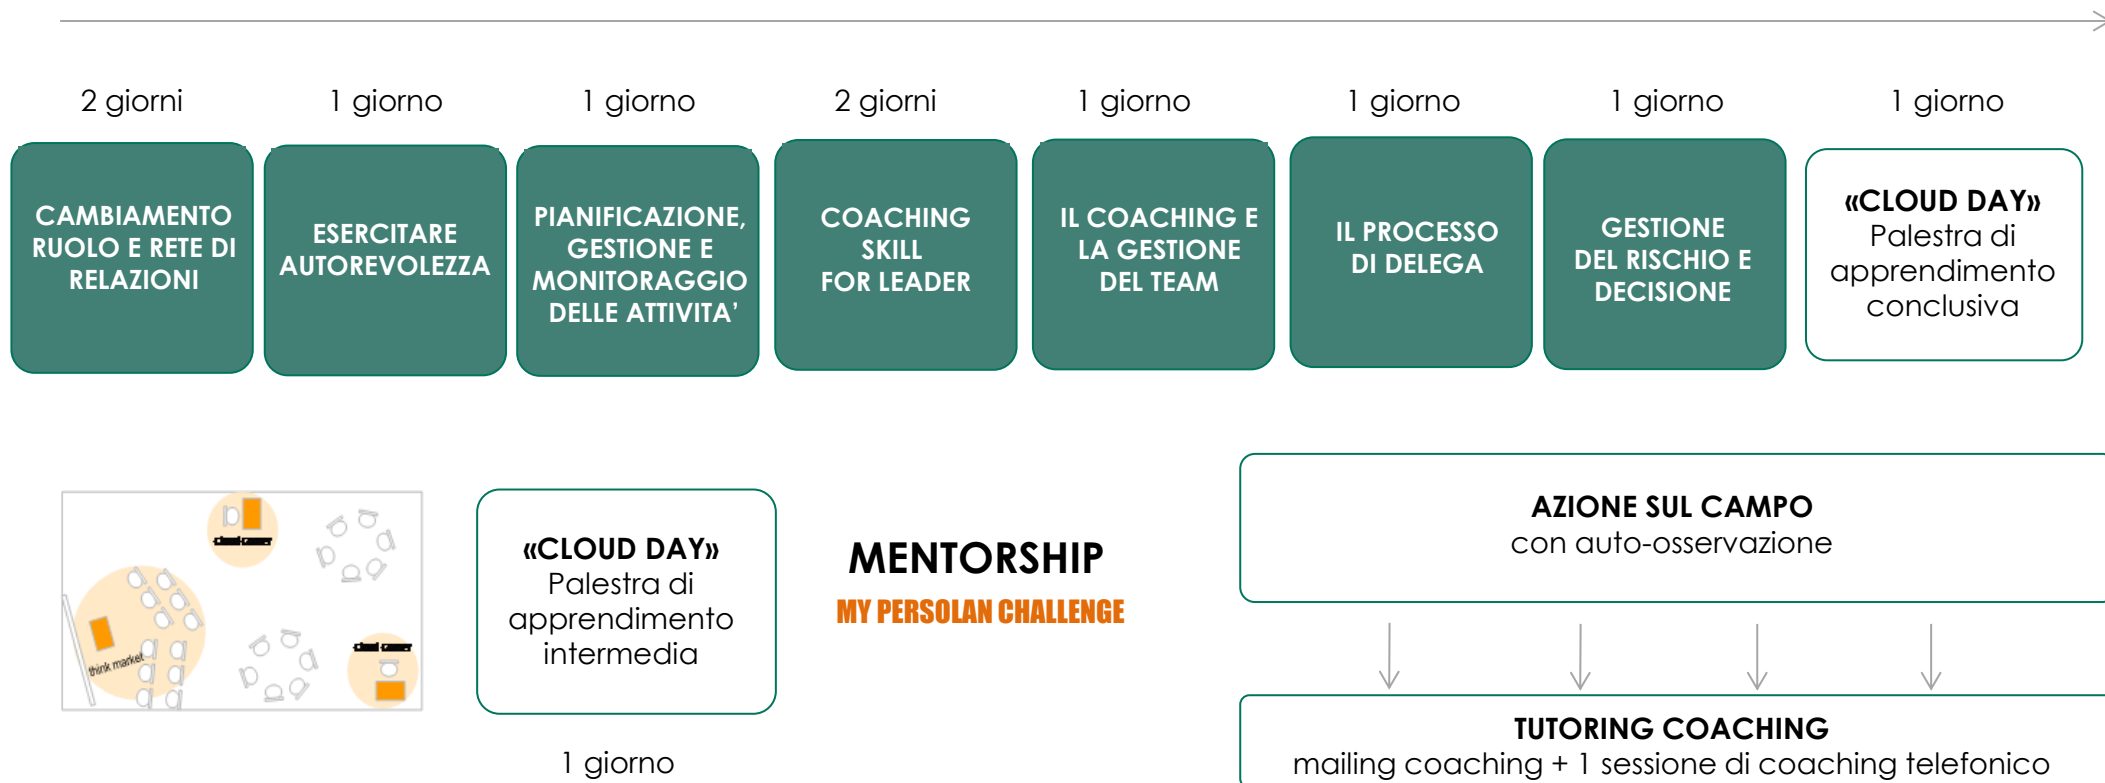 2 giorni
1 giorno
1 giorno
2 giorni
1 giorno
1 giorno
1 giorno
1 giorno
CAMBIAMENTO
RUOLO E RETE DI
RELAZIONI
ESERCITARE
AUTOREVOLEZZA
PIANIFICAZIONE,
GESTIONE E
MONITORAGGIO
DELLE ATTIVITA’
COACHING
SKILL
FOR LEADER
IL COACHING E
LA GESTIONE
DEL TEAM
IL PROCESSO
DI DELEGA
GESTIONE
DEL RISCHIO E
DECISIONE
«CLOUD DAY»
Palestra di
apprendimento
conclusiva
think market
«CLOUD DAY»
Palestra di
apprendimento
intermedia
1 giorno
MENTORSHIP
MY PERSOLAN CHALLENGE
AZIONE SUL CAMPO
con auto-osservazione
TUTORING COACHING
mailing coaching + 1 sessione di coaching telefonico